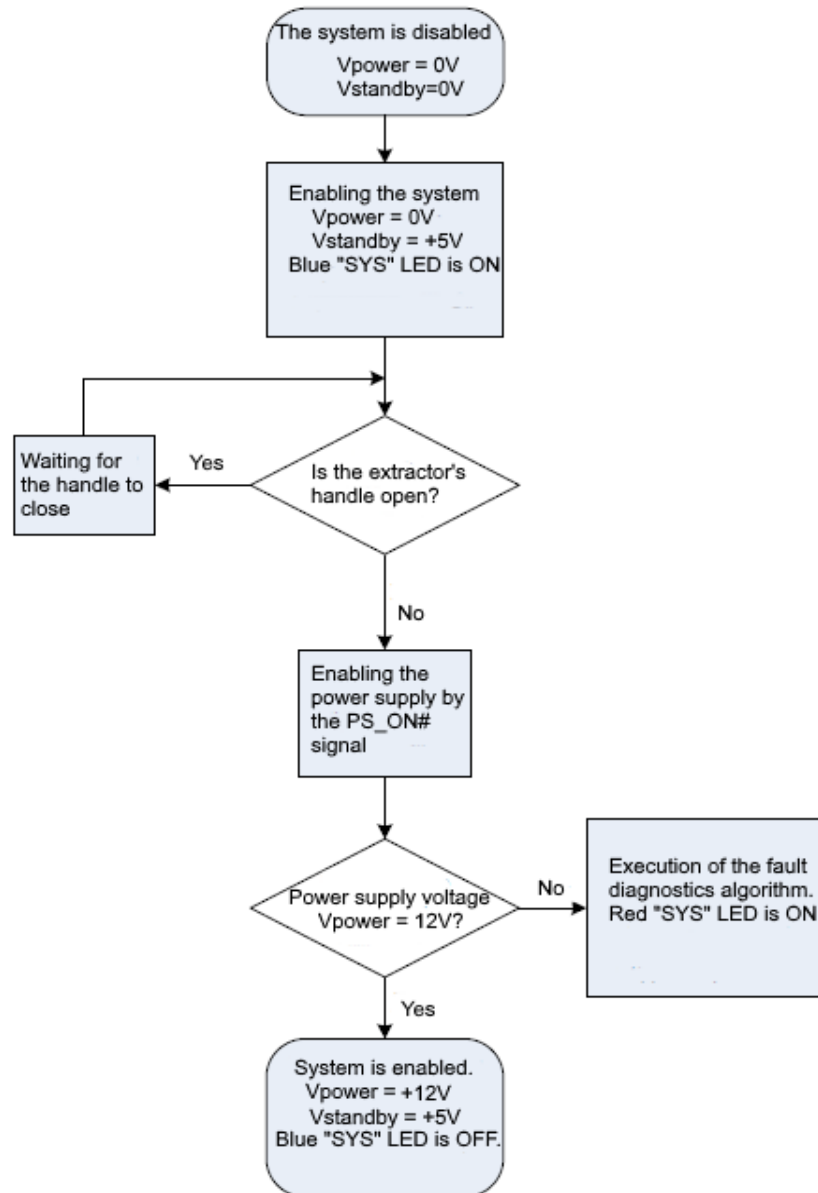 The system is disabled
Vpower = 0V
Vstandby=0V
Enabling the system
Vpower = 0V
Vstandby = +5V
Blue "SYS" LED is ON
Is the extractor's
handle open?
Yes
Waiting for
the handle to
close
No
Enabling the
power supply by
the PS_ON#
signal
Power supply voltage
Vpower = 12V?
No
Execution of the fault
diagnostics algorithm.
Red "SYS" LED is ON
Yes
System is enabled.
Vpower = +12V
Vstandby = +5V
Blue "SYS" LED is OFF.